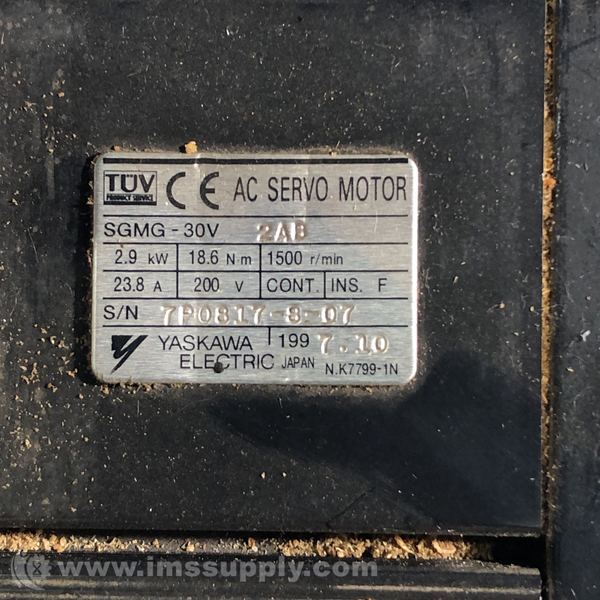 TÜV PRODUCT SERVICE CE AC SERVO MOTOR
SGMG-30V 2AB
2.9 kW 18.6 N m 1500 r/min
23.8 A 200 V CONT. INS. F
S/N 7P0817-8-07
YASKAWA ELECTRIC JAPAN 1997.10
N.K7799-1N
www.imssupply.com